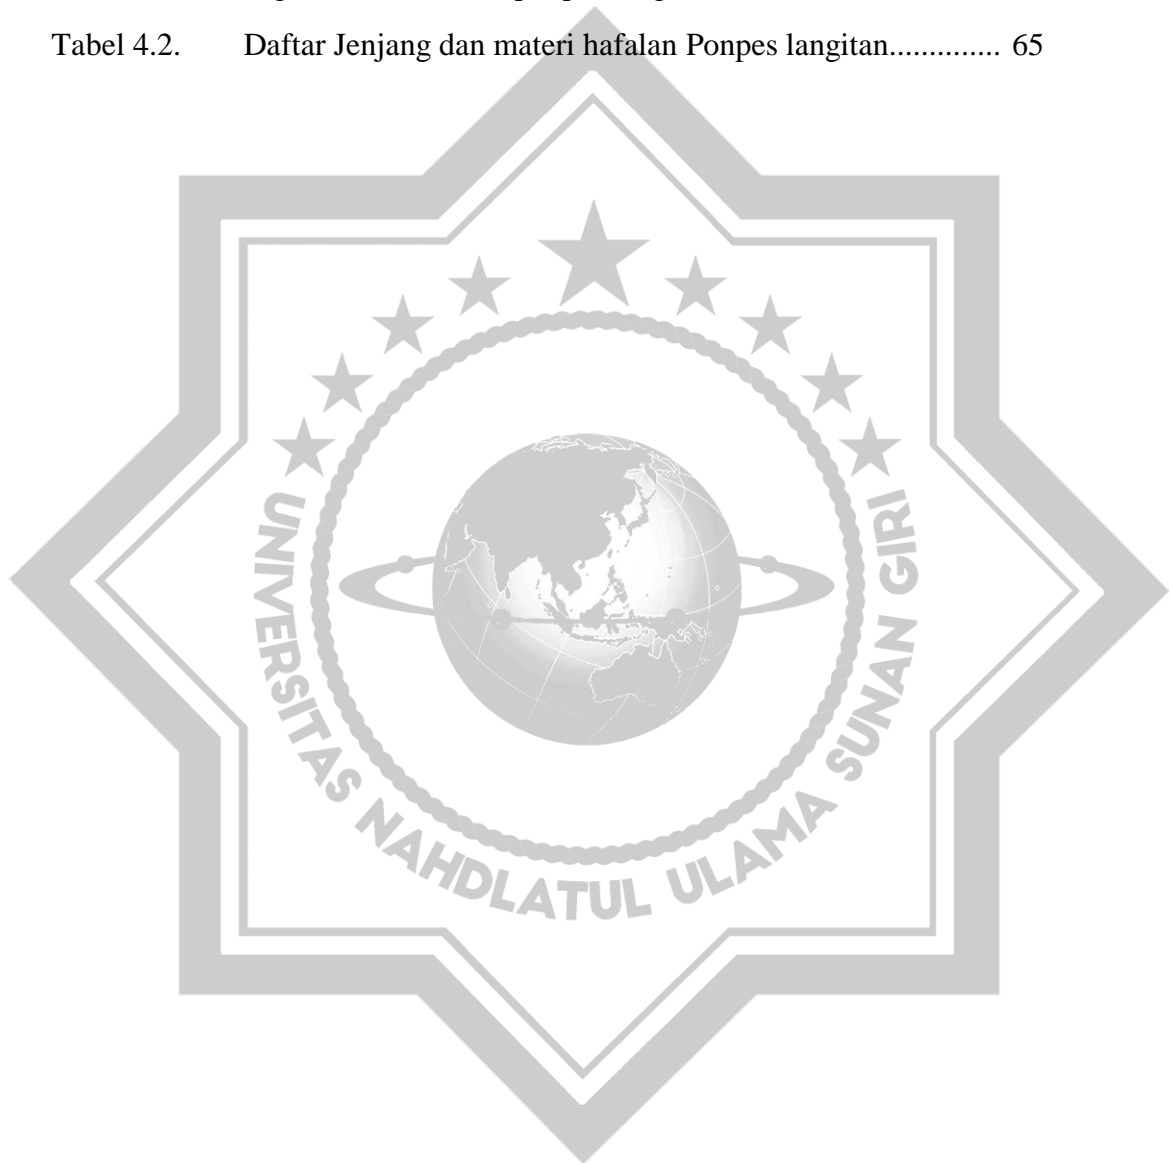 Tabel 4.2. Daftar Jenjang dan materi hafalan Ponpes langitan.............. 65
UNIVERSITAS NAHDLATUL ULAMA SUNAN GIRI